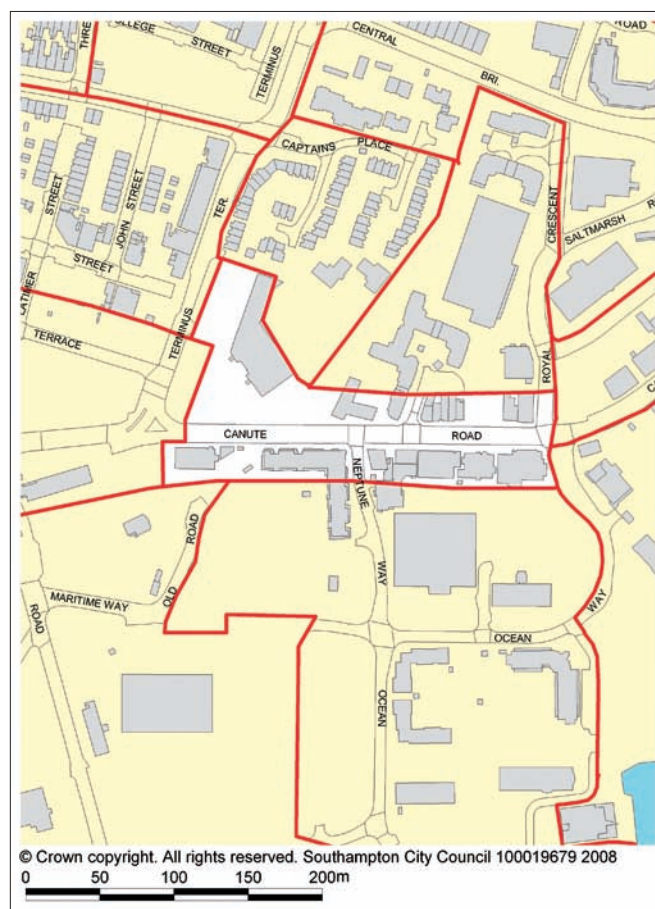 ROAD
CENTRAL
BRI.
STREET
TERMINUS
CAPTAINS PLACE
STREET
JOHN STREET
TER.
CRESCENT
SALTMARSH
STREET
TERRACE
TERMINUS
ROYAL
CANUTE ROAD
NEPTUNE
WAY
OLD ROAD
MARITIME WAY
ROAD
OCEAN
WAY
OCEAN
© Crown copyright. All rights reserved. Southampton City Council 100019679 2008
0 50 100 150 200m